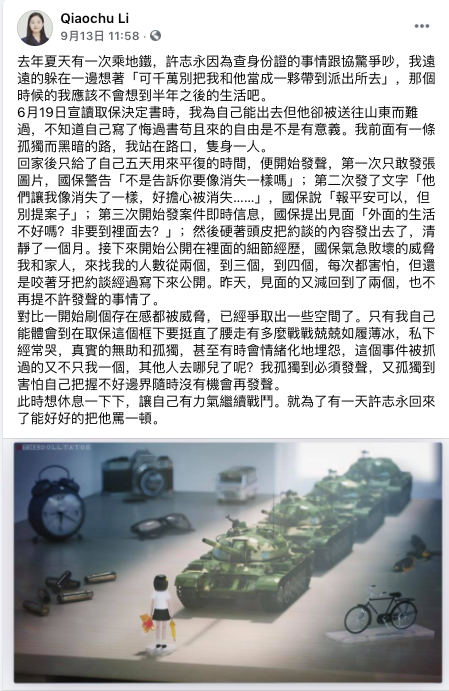 Qiaochu Li
9月13日 11:58
去年夏天有一次乘地鐵，許志永因為查身份證的事情跟協驚爭吵，我遠
遠的躲在一邊想著「可千萬別把我和他當成一夥帶到派出所去」，那個
時候的我應該不會想到半年之後的生活吧。
6月19日宣讀取保決定書時，我為自己能出去但他卻被送往山東而難
過，不知道自己寫了悔過書苟且來的自由是不是有意義。我前面有一條
孤獨而黑暗的路，我站在路口，隻身一人。
回家後只給了自己五天用來平復的時間，便開始發聲，第一次只敢發張
圖片，國保警告「不是告訴你要像消失一樣嗎」；第二次發了文字「他
們讓我像消失了一樣，好擔心被消失......」，國保說「報平安可以，但
別提案子」；第三次開始發案件即時信息，國保提出見面「外面的生活
不好嗎？非要到裡面去？」；然後硬著頭皮把約談的內容發出去了，清
靜了一個月。接下來開始公開在裡面的細節經歷，國保氣急敗壞的威脅
我和家人，來找我的人數從兩個，到三個，到四個，每次都害怕，但還
是咬著牙把約談經過寫下來公開。昨天，見面的又減回到了兩個，也不
再提不許發聲的事情了。
對比一開始刷個存在感都被威脅，已經爭取出一些空間了。只有我自己
能體會到在取保這個框下要挺直了腰走有多麼戰戰兢兢如履薄冰，私下
經常哭，真實的無助和孤獨，甚至有時會情緒化地埋怨，這個事件被抓
過的又不只我一個，其他人去哪兒了呢？我孤獨到必須發聲，又孤獨到
害怕自己把握不好邊界隨時沒有機會再發聲。
此時想休息一下下，讓自己有力氣繼續戰鬥。就為了有一天許志永回來
了能好好的把他罵一頓。
THEDOLLTATOR